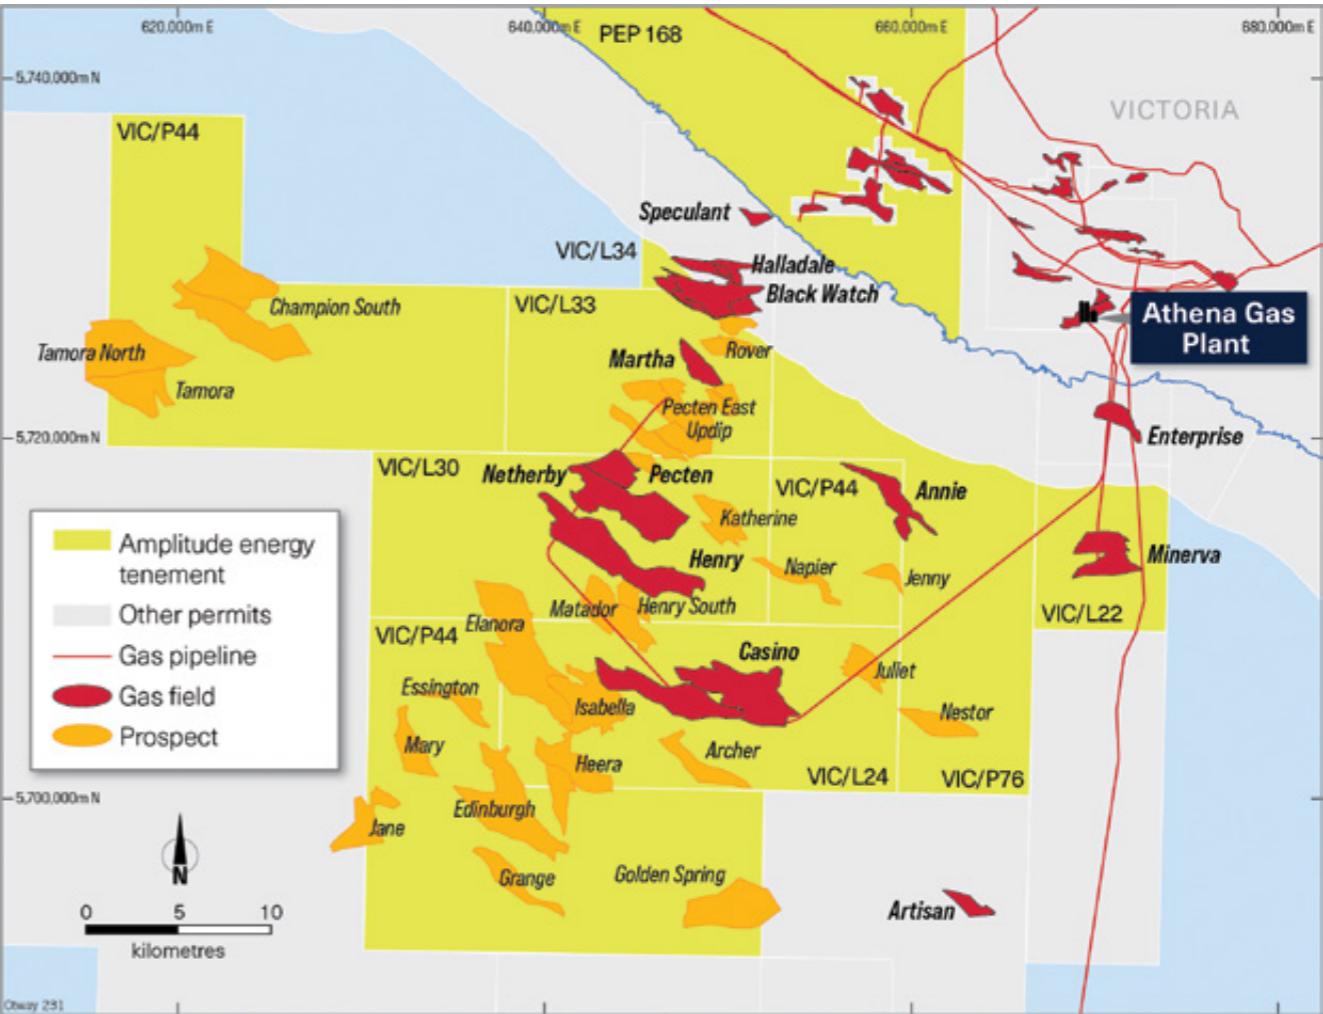 620,000m E
640,000m E
660,000m E
680,000m E
PEP 168
5,740,000m N
VICTORIA
VIC/P44
Speculant
VIC/L34
Halladale
Black Watch
Champion South
VIC/L33
Athena Gas
Plant
Tamora North
Martha
Rover
Tamora
Pecten East
Updip
5,720,000m N
Enterprise
VIC/L30
Netherby
Pecten
VIC/P44
Annie
Katherine
Amplitude energy
tenement
Other permits
Gas pipeline
Gas field
Prospect
Henry
Napier
Jenny
Minerva
Matador
Henry South
VIC/L22
Elanora
VIC/P44
Casino
Juliet
Essington
Isabella
Nestor
Mary
Heera
Archer
VIC/L24
VIC/P76
5,700,000m N
Edinburgh
Jane
N
Grange
Golden Spring
Artisan
0
5
10
kilometres
Otway 231